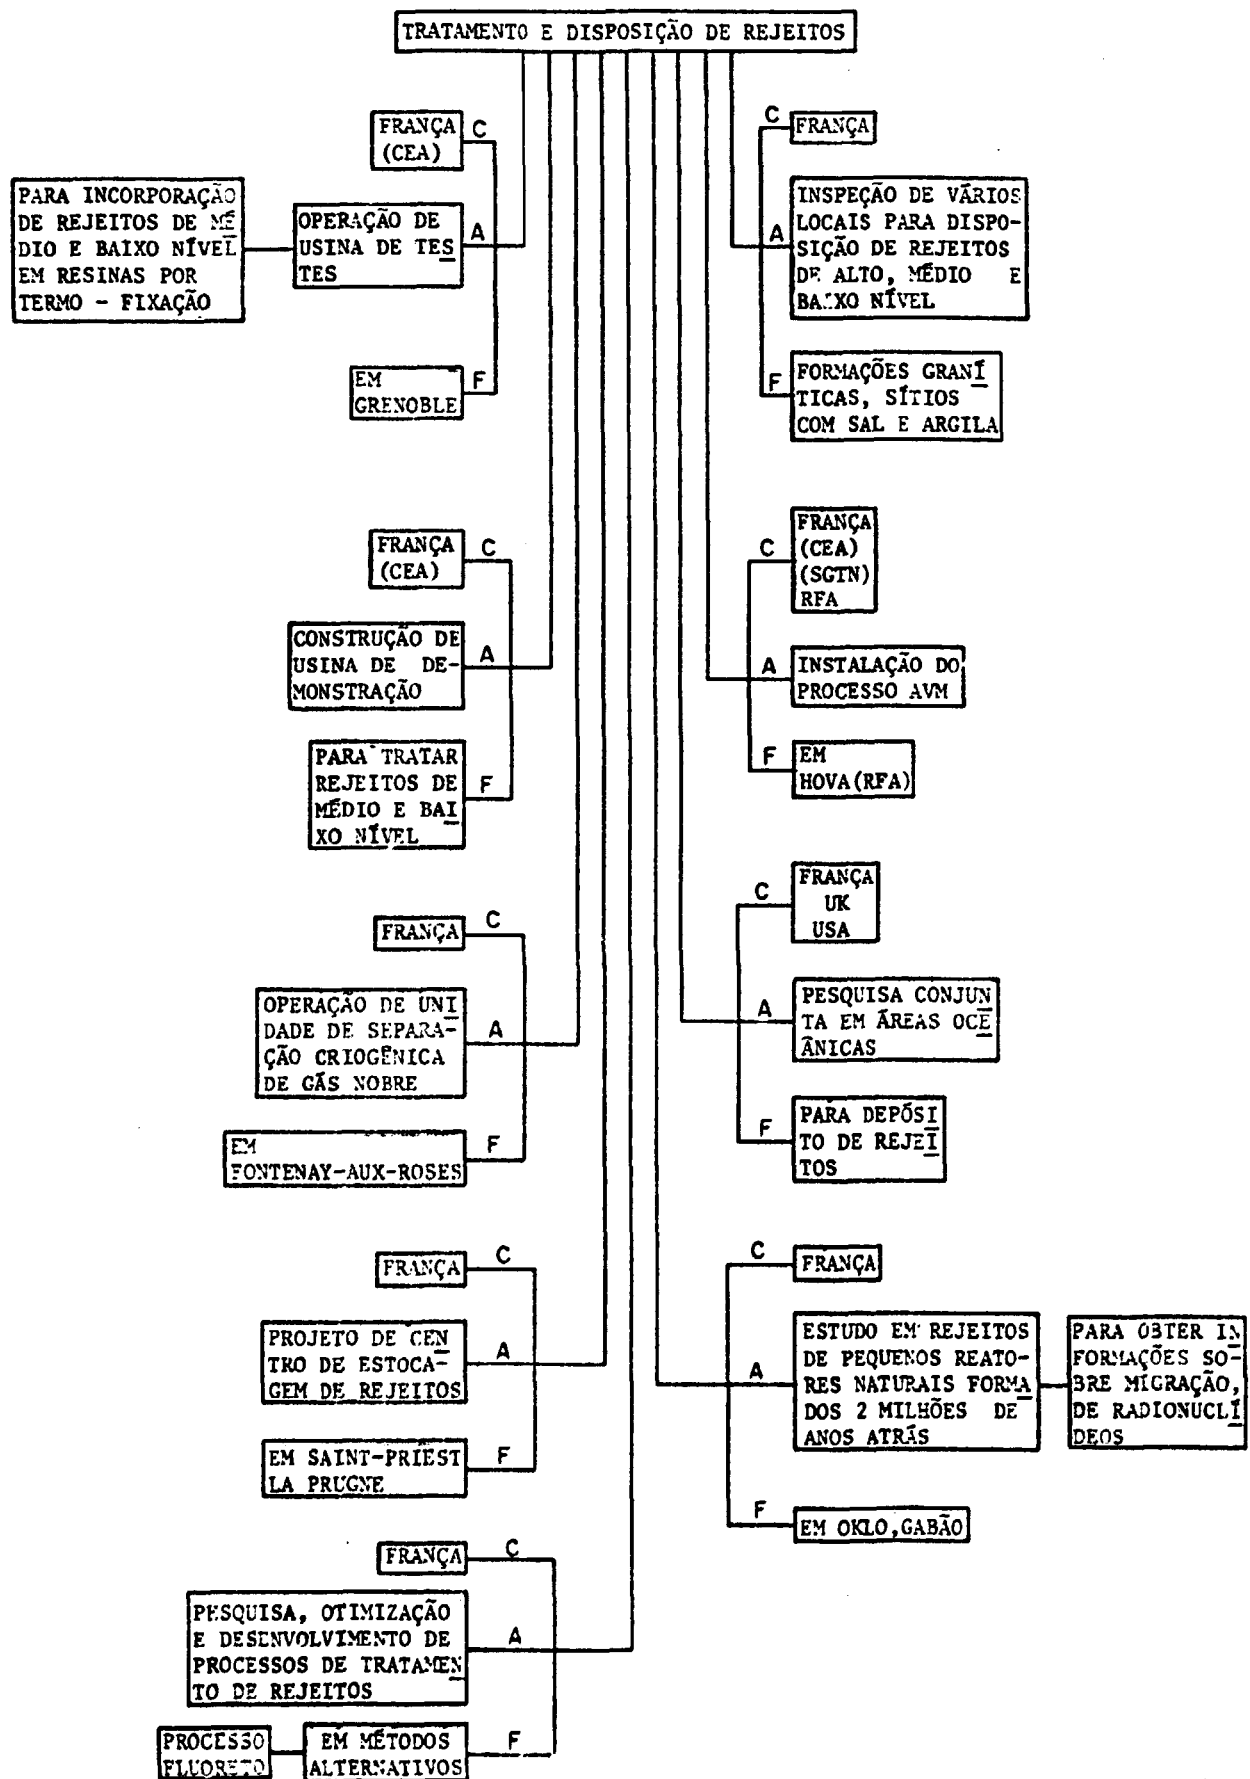 TRATAMENTO E DISPOSIÇÃO DE REJEITOS
C
FRANÇA
(CEA)
PARA INCORPORAÇÃO
DE REJEITOS DE MÉ
DIO E BAIXO NÍVEL
EM RESINAS POR
TERMO - FIXAÇÃO
OPERAÇÃO DE
USINA DE TES
TES
A
EM
GRENOBLE
F
FRANÇA
(CEA)
C
CONSTRUÇÃO DE
USINA DE DE-
MONSTRAÇÃO
A
PARA TRATAR
REJEITOS DE
MÉDIO E BAI
XO NÍVEL
F
FRANÇA
C
OPERAÇÃO DE UNI
DADE DE SEPARA-
ÇÃO CRIOGÊNICA
DE GÁS NOBRE
A
EM
FONTENAY-AUX-ROSES
F
FRANÇA
C
PROJETO DE CEN
TRO DE ESTOCA-
GEM DE REJEITOS
A
EM SAINT-PRIEST
LA PRUGNE
F
FRANÇA
C
PESQUISA, OTIMIZAÇÃO
E DESENVOLVIMENTO DE
PROCESSOS DE TRATAMEN
TO DE REJEITOS
A
PROCESSO
FLUORETO
EM MÉTODOS
ALTERNATIVOS
F
C
FRANÇA
A
INSPEÇÃO DE VÁRIOS
LOCAIS PARA DISPO-
SIÇÃO DE REJEITOS
DE ALTO, MÉDIO E
BAIXO NÍVEL
F
FORMAÇÕES GRANÍ
TICAS, SÍTIOS
COM SAL E ARGILA
C
FRANÇA
(CEA)
(SGTN)
RFA
A
INSTALAÇÃO DO
PROCESSO AVM
F
EM
HOVA(RFA)
C
FRANÇA
UK
USA
A
PESQUISA CONJUN
TA EM ÁREAS OCE
ÂNICAS
F
PARA DEPÓSI
TO DE REJEI
TOS
C
FRANÇA
A
ESTUDO EM REJEITOS
DE PEQUENOS REATO-
RES NATURAIS FORMA
DOS 2 MILHÕES DE
ANOS ATRÁS
PARA OBTER IN
FORMAÇÕES SO-
BRE MIGRAÇÃO,
DE RADIONUCLÍ
DEOS
F
EM OKLO,GABÃO